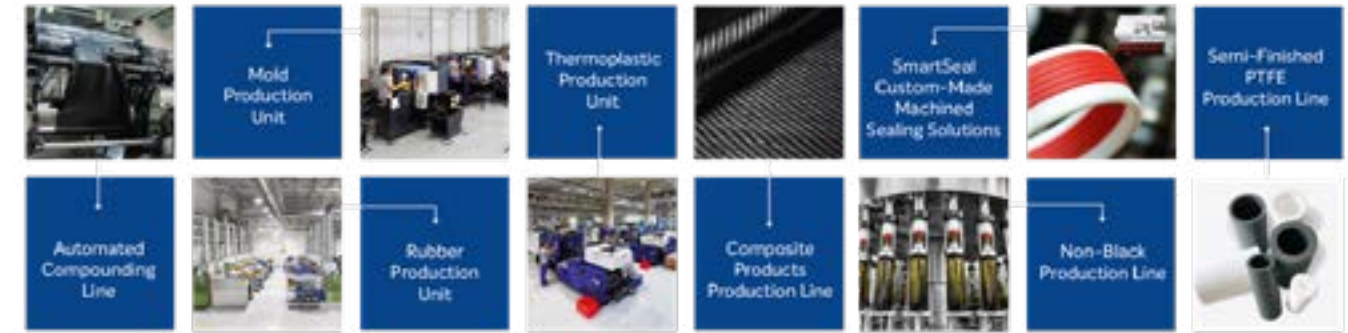 Mold
Production
Unit
Thermoplastic
Production
Unit
SmartSeal
Custom-Made
Machined
Sealing Solutions
Semi-Finished
PTFE
Production Line
Automated
Compounding
Line
Rubber
Production
Unit
Composite
Products
Production Line
Non-Black
Production Line